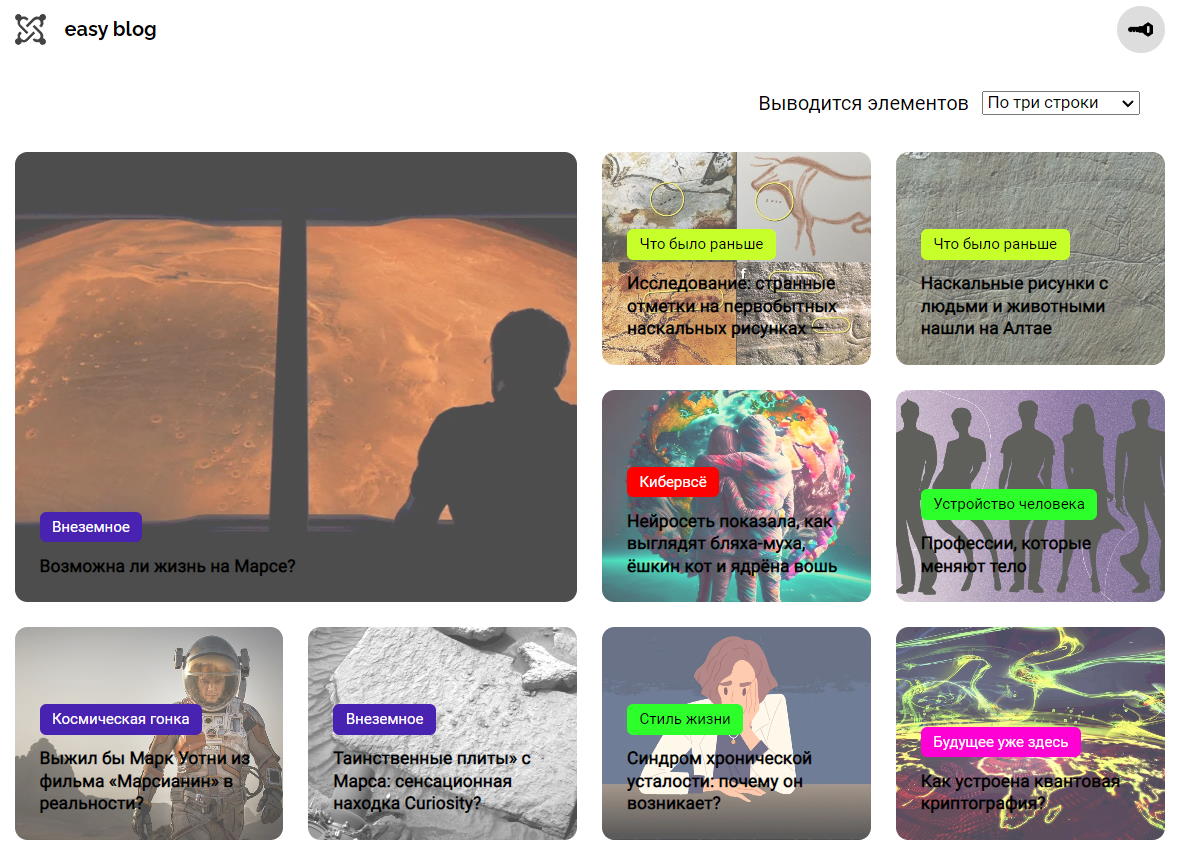 easy blog
Выводится элементов
По три строки
Внеземное
Возможна ли жизнь на Марсе?
Что было раньше
f
Исследование: странные
отметки на первобытных
наскальных рисунках —
Что было раньше
Наскальные рисунки с
людьми и животными
нашли на Алтае
Кибервсё
Нейросеть показала, как
выглядят бляха-муха,
ёшкин кот и ядрёна вошь
Устройство человека
Профессии, которые
меняют тело
Космическая гонка
Выжил бы Марк Уотни из
фильма «Марсианин» в
реальности?
Внеземное
Таинственные плиты» с
Марса: сенсационная
находка Curiosity?
Стиль жизни
Синдром хронической
усталости: почему он
возникает?
Будущее уже здесь
Как устроена квантовая
криптография?